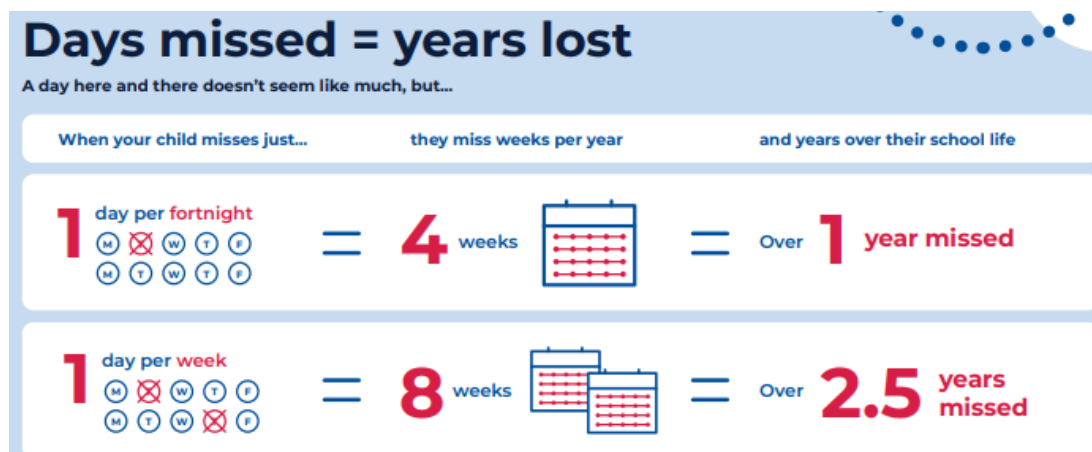 Days missed = years lost
A day here and there doesn't seem like much, but...
When your child misses just... they miss weeks per year and years over their school life
1 day per fortnight
M T W T F
M T W T F
= 4 weeks = Over 1 year missed
1 day per week
M T W T F
M T W T F
= 8 weeks = Over 2.5 years missed